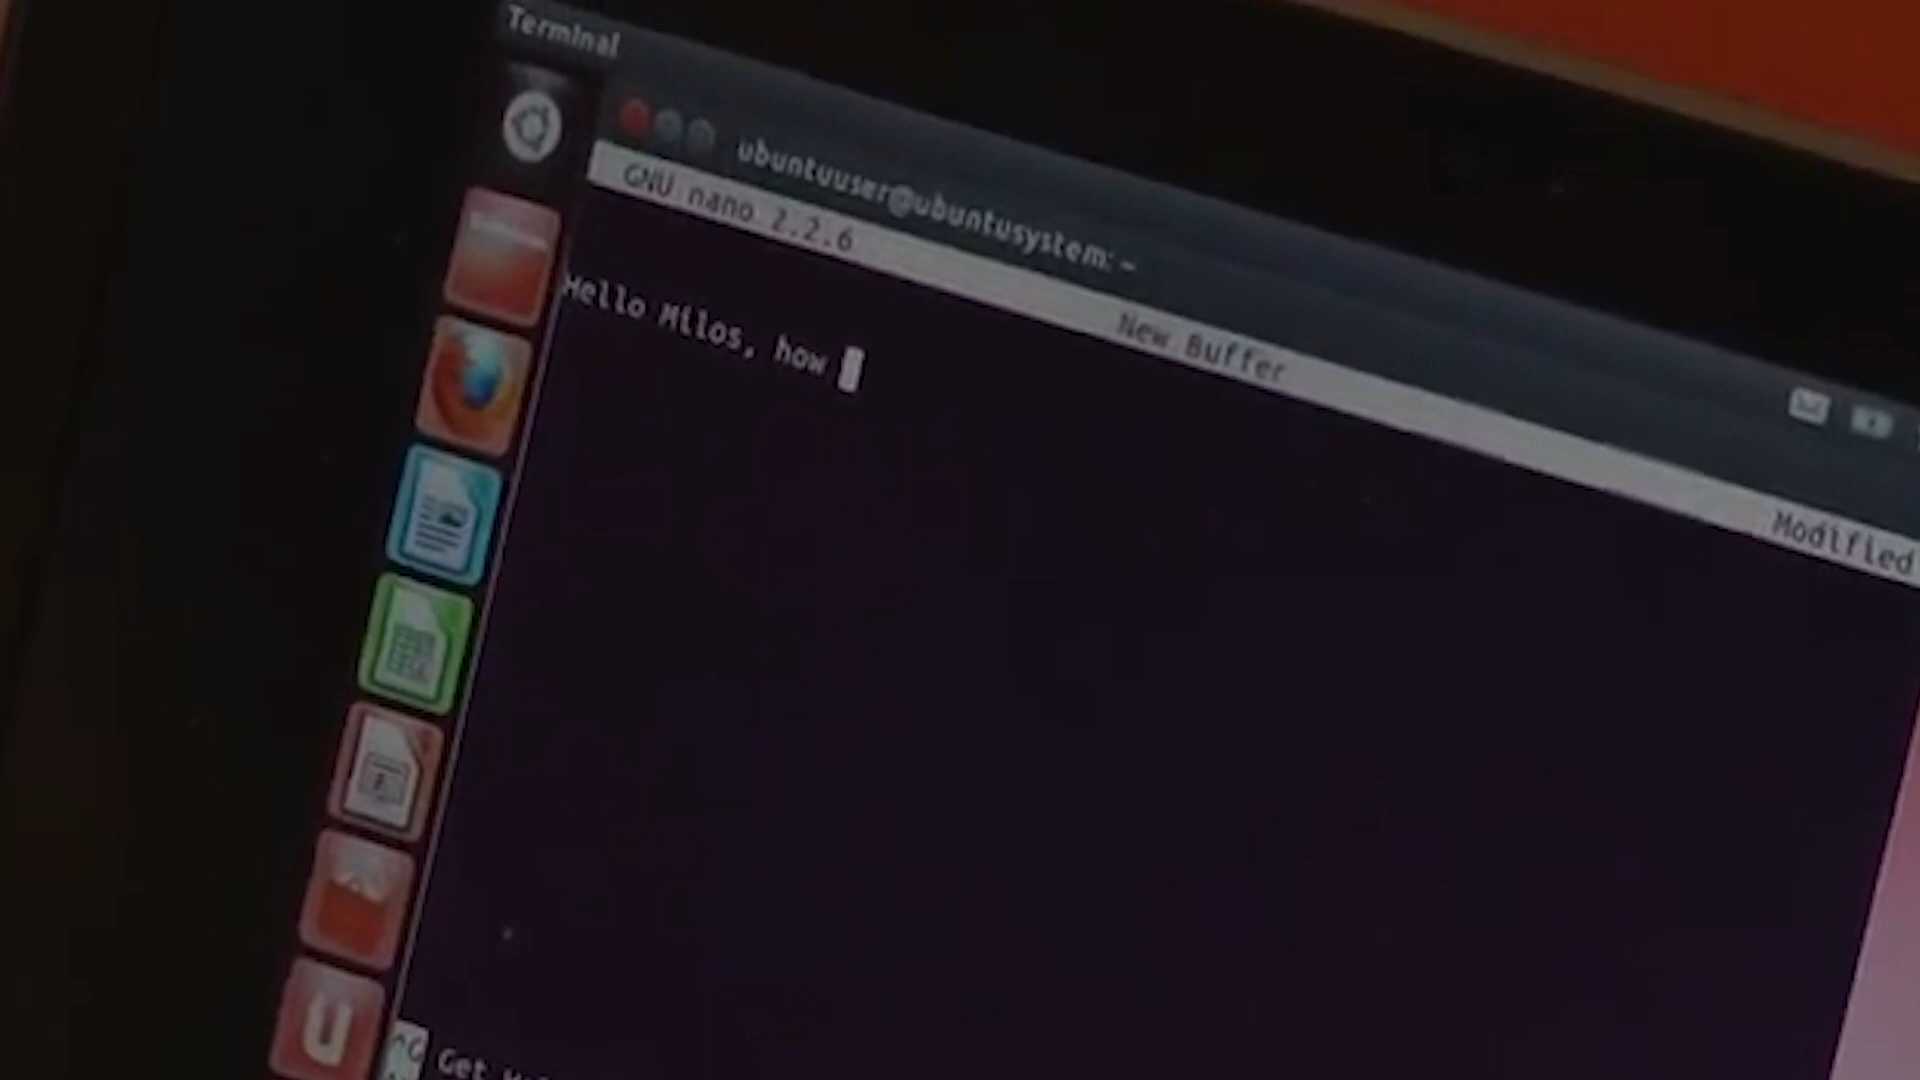 Terminal
ubuntuuser@ubuntusystem: ~
GNU nano 2.2.6 New Buffer Modified
Hello Milos, how
^G Get